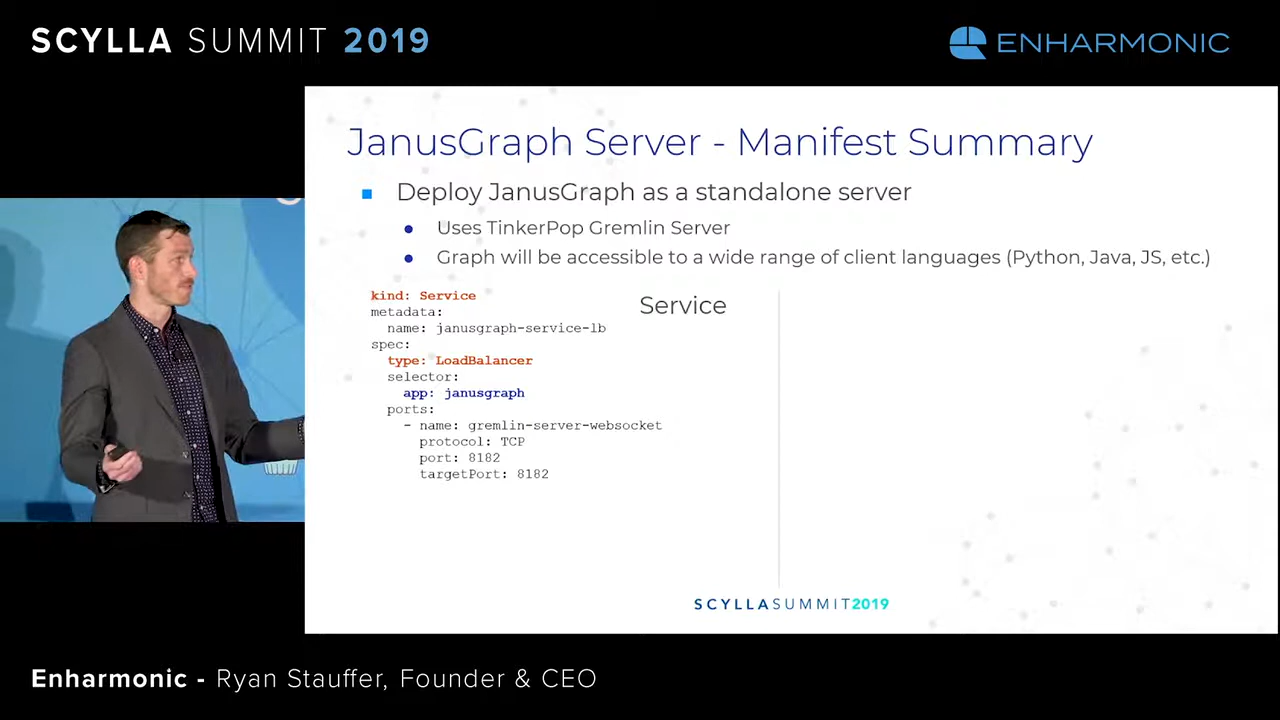 SCYLLA SUMMIT 2019
ENHARMONIC
JanusGraph Server - Manifest Summary
Deploy JanusGraph as a standalone server
Uses TinkerPop Gremlin Server
Graph will be accessible to a wide range of client languages (Python, Java, JS, etc.)
kind: Service
metadata:
name: janusgraph-service-lb
spec:
type: LoadBalancer
selector:
app: janusgraph
ports:
- name: gremlin-server-websocket
protocol: TCP
port: 8182
targetPort: 8182
Service
SCYLLASUMMIT2019
Enharmonic - Ryan Stauffer, Founder & CEO